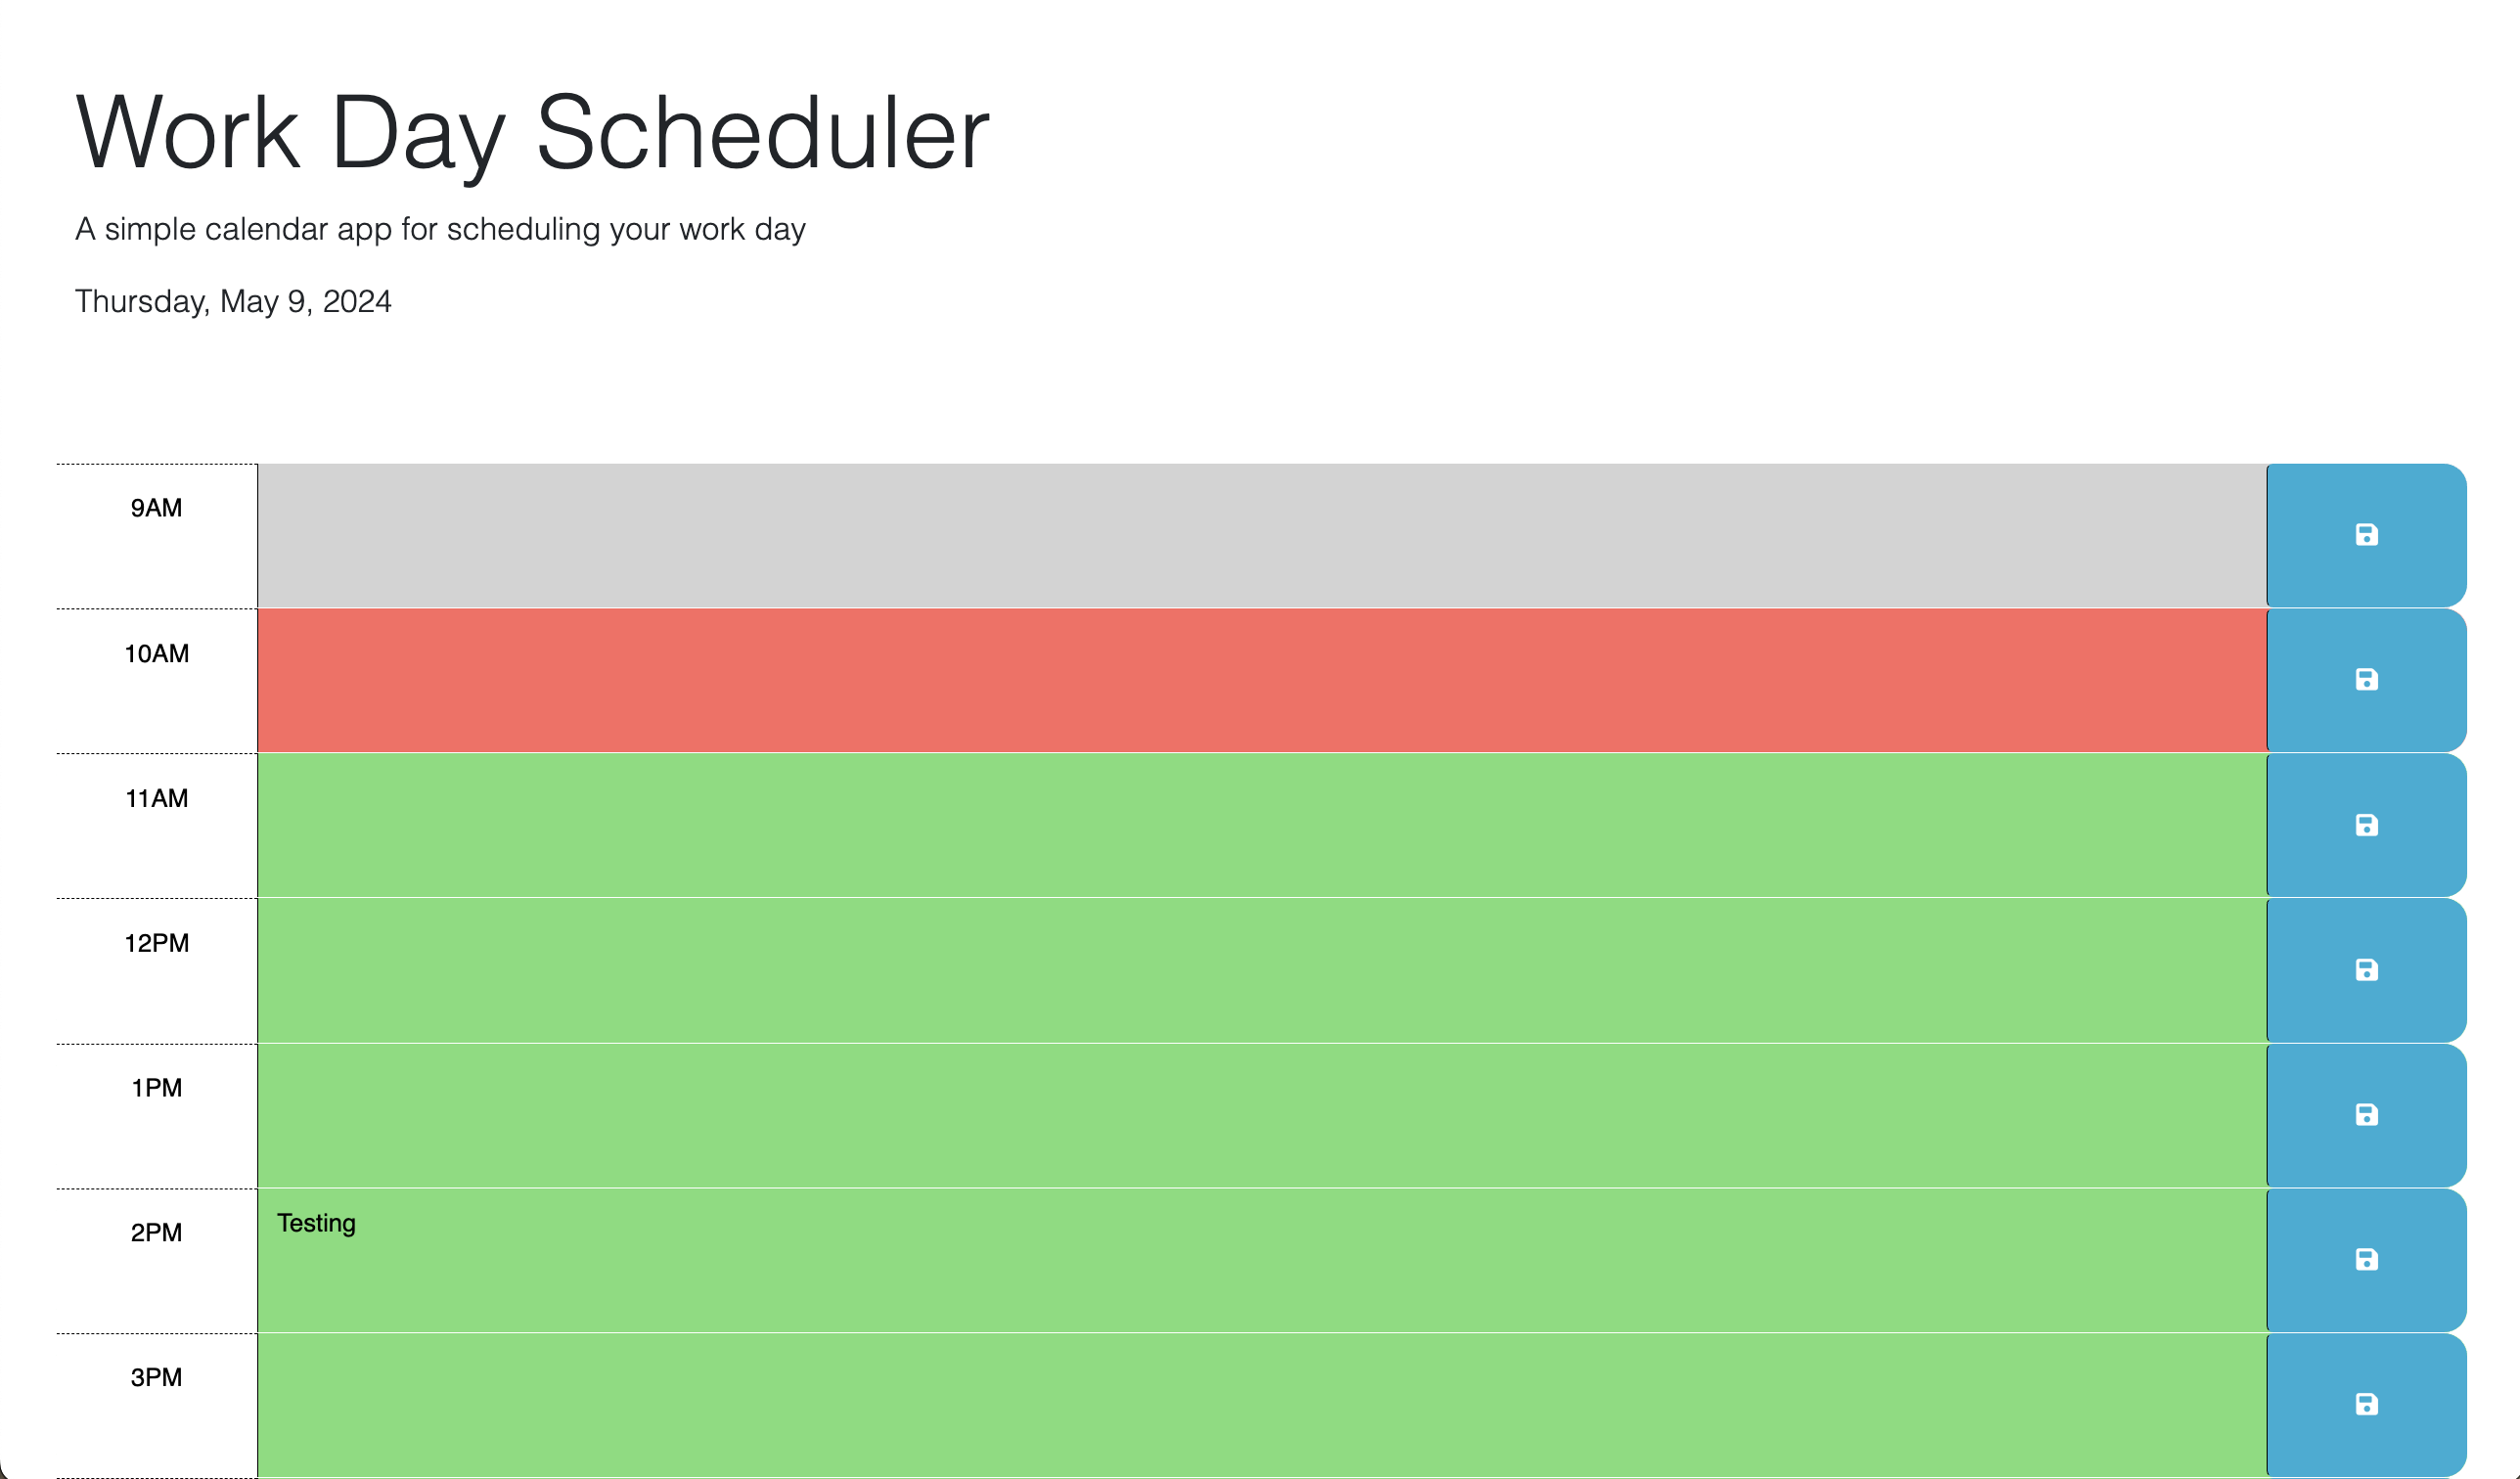 Work Day Scheduler
A simple calendar app for scheduling your work day
Thursday, May 9, 2024
9AM
10AM
11AM
12PM
1PM
2PM
Testing
3PM